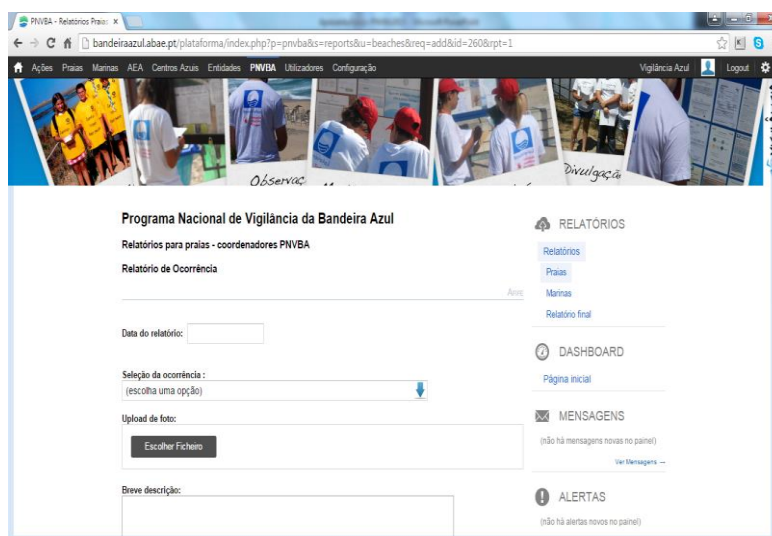 PNVBA - Relatórios Praia: x
bandeiraazul.abae.pt/plataforma/index.php?p=pnvba&s=reports&u=beaches&req=add&id=260&rpt=1
Ações Praias Marinas AEA Centros Azuis Entidades PNVBA Utilizadores Configuração Vigilância Azul Logout
Observaç
Divulgação
Programa Nacional de Vigilância da Bandeira Azul
Relatórios para praias - coordenadores PNVBA
Relatório de Ocorrência
Data do relatório:
Seleção da ocorrência :
(escolha uma opção)
Upload de foto:
Escolher Ficheiro
Breve descrição:
RELATÓRIOS
Relatórios
Praias
Marinas
Relatório final
DASHBOARD
Página inicial
MENSAGENS
(não há mensagens novas no painel)
Ver Mensagens
ALERTAS
(não há alertas novos no painel)